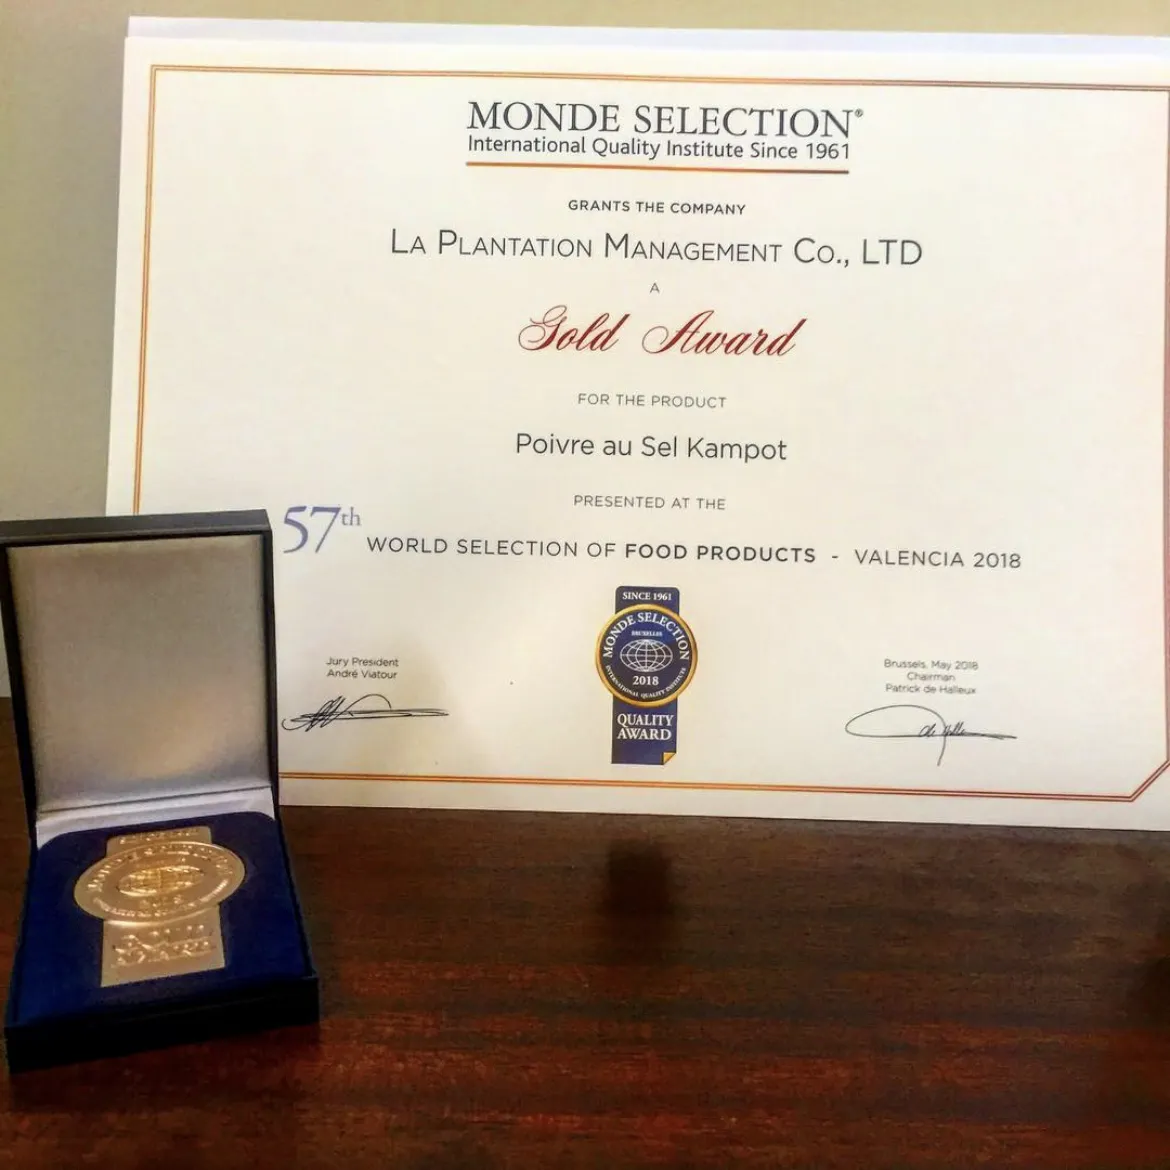 MONDE SELECTION®
International Quality Institute Since 1961
GRANTS THE COMPANY
LA PLANTATION MANAGEMENT CO., LTD
A
Gold Award
FOR THE PRODUCT
Poivre au Sel Kampot
PRESENTED AT THE
57th WORLD SELECTION OF FOOD PRODUCTS - VALENCIA 2018
Jury President
André Viatour
SINCE 1961
MONDE SELECTION
BRUXELLES
2018
INTERNATIONAL QUALITY INSTITUTE
QUALITY
AWARD
Brussels, May 2018
Chairman
Patrick de Halleux